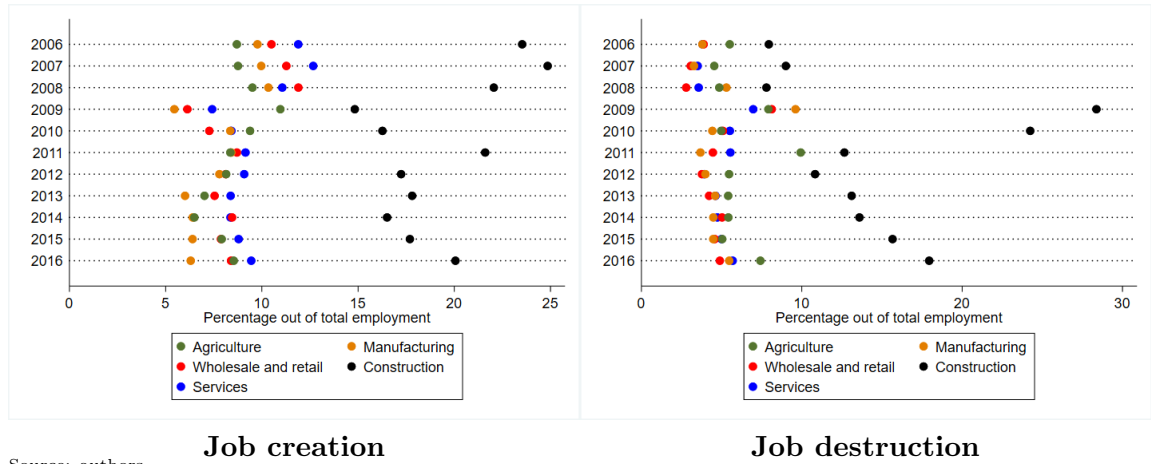 2006
2007
2008
2009
2010
2011
2012
2013
2014
2015
2016
0 5 10 15 20 25
Percentage out of total employment
Agriculture Manufacturing
Wholesale and retail Construction
Services
2006
2007
2008
2009
2010
2011
2012
2013
2014
2015
2016
0 10 20 30
Percentage out of total employment
Agriculture Manufacturing
Wholesale and retail Construction
Services
Job creation Job destruction
Source: authors